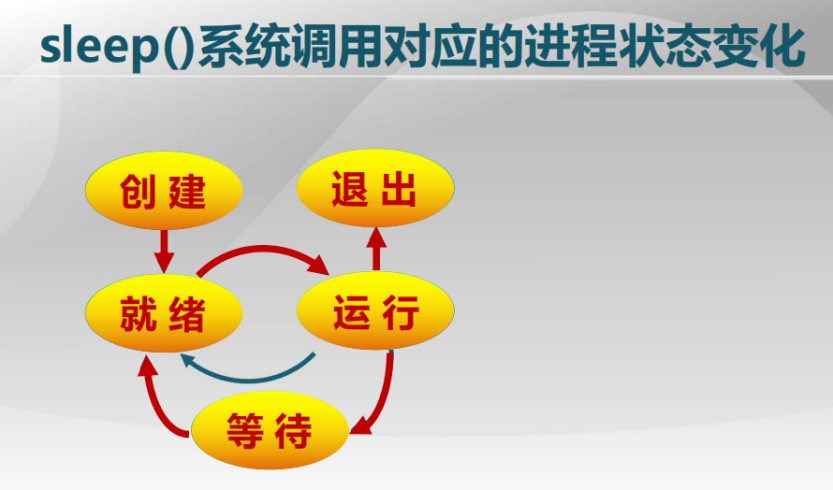 sleep()系统调用对应的进程状态变化
创建
退出
就绪
运行
等待